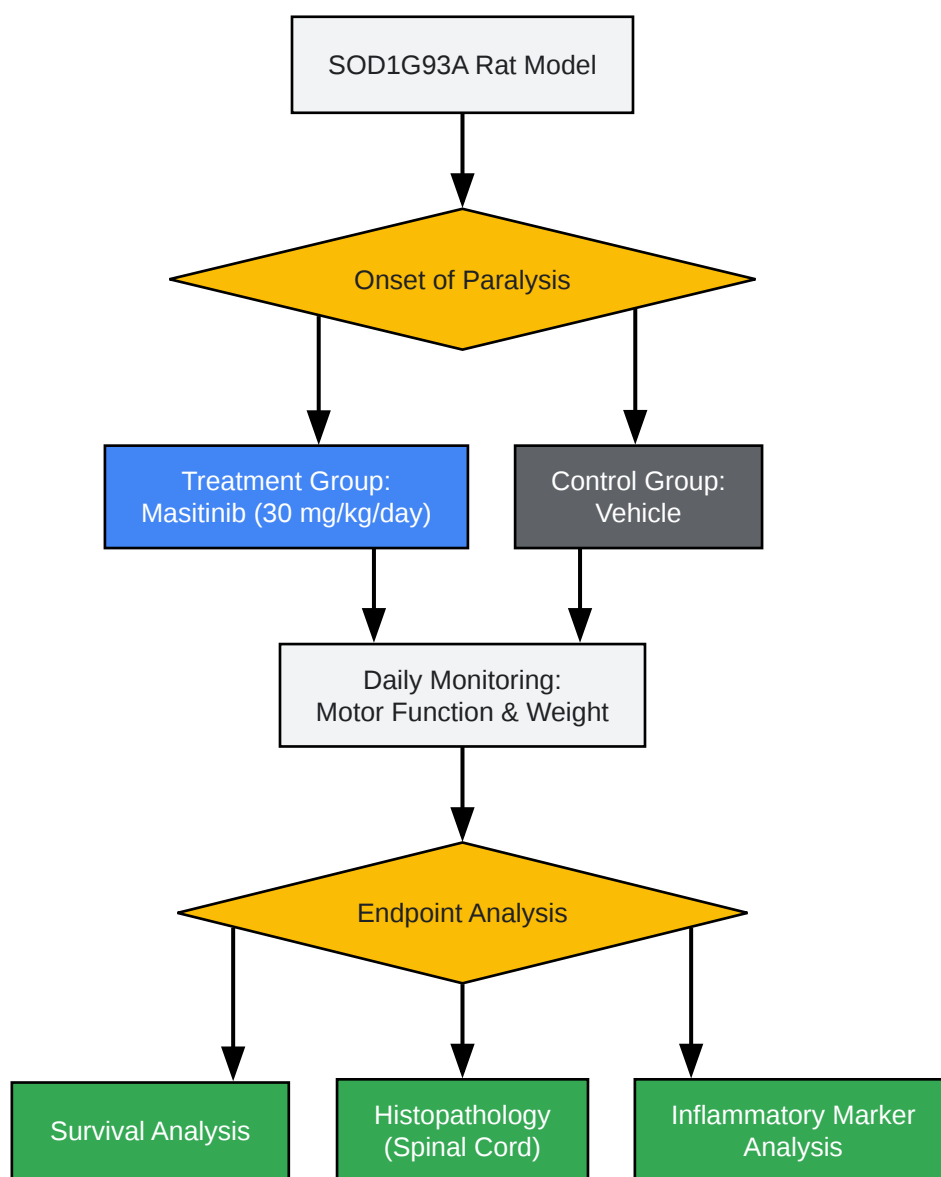 SOD1G93A Rat Model
Onset of Paralysis
Treatment Group:
Masitinib (30 mg/kg/day)
Control Group:
Vehicle
Daily Monitoring:
Motor Function & Weight
Endpoint Analysis
Survival Analysis
Histopathology
(Spinal Cord)
Inflammatory Marker
Analysis